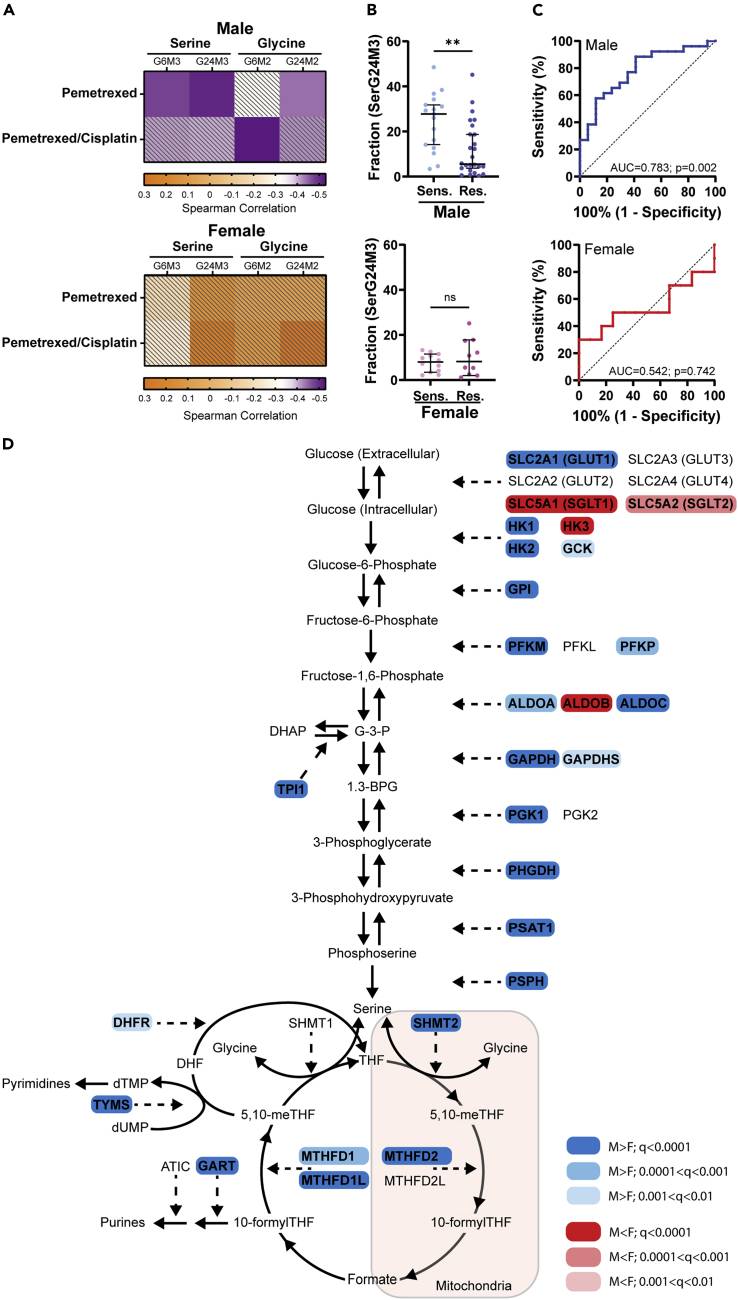 A
Male
Serine Glycine
G6M3 G24M3 G6M2 G24M2
Pemetrexed
Pemetrexed/Cisplatin
0.3 0.2 0.1 0 -0.1 -0.2 -0.3 -0.4 -0.5
Spearman Correlation
Female
Serine Glycine
G6M3 G24M3 G6M2 G24M2
Pemetrexed
Pemetrexed/Cisplatin
0.3 0.2 0.1 0 -0.1 -0.2 -0.3 -0.4 -0.5
Spearman Correlation
B
Fraction (SerG24M3)
60
40
20
0
**
Sens. Res.
Male
Fraction (SerG24M3)
60
40
20
0
ns
Sens. Res.
Female
C
Sensitivity (%)
100
80
60
40
20
0
Male
AUC=0.783; p=0.002
0 20 40 60 80 100
100% (1 - Specificity)
Sensitivity (%)
100
80
60
40
20
0
Female
AUC=0.542; p=0.742
0 20 40 60 80 100
100% (1 - Specificity)
D
Glucose (Extracellular)
SLC2A1 (GLUT1) SLC2A3 (GLUT3)
SLC2A2 (GLUT2) SLC2A4 (GLUT4)
SLC5A1 (SGLT1) SLC5A2 (SGLT2)
Glucose (Intracellular)
HK1 HK3
HK2 GCK
Glucose-6-Phosphate
GPI
Fructose-6-Phosphate
PFKM PFKL PFKP
Fructose-1,6-Phosphate
ALDOA ALDOB ALDOC
DHAP G-3-P
GAPDH GAPDHS
TPI1
1.3-BPG
PGK1 PGK2
3-Phosphoglycerate
PHGDH
3-Phosphohydroxypyruvate
PSAT1
Phosphoserine
PSPH
Serine
DHFR SHMT1 SHMT2
Glycine THF Glycine
DHF
Pyrimidines dTMP
TYMS
dUMP
5,10-meTHF 5,10-meTHF
ATIC GART
MTHFD1 MTHFD2
MTHFD1L MTHFD2L
Purines
10-formylTHF 10-formylTHF
Formate
Mitochondria
M>F; q<0.0001
M>F; 0.0001<q<0.001
M>F; 0.001<q<0.01
M<F; q<0.0001
M<F; 0.0001<q<0.001
M<F; 0.001<q<0.01